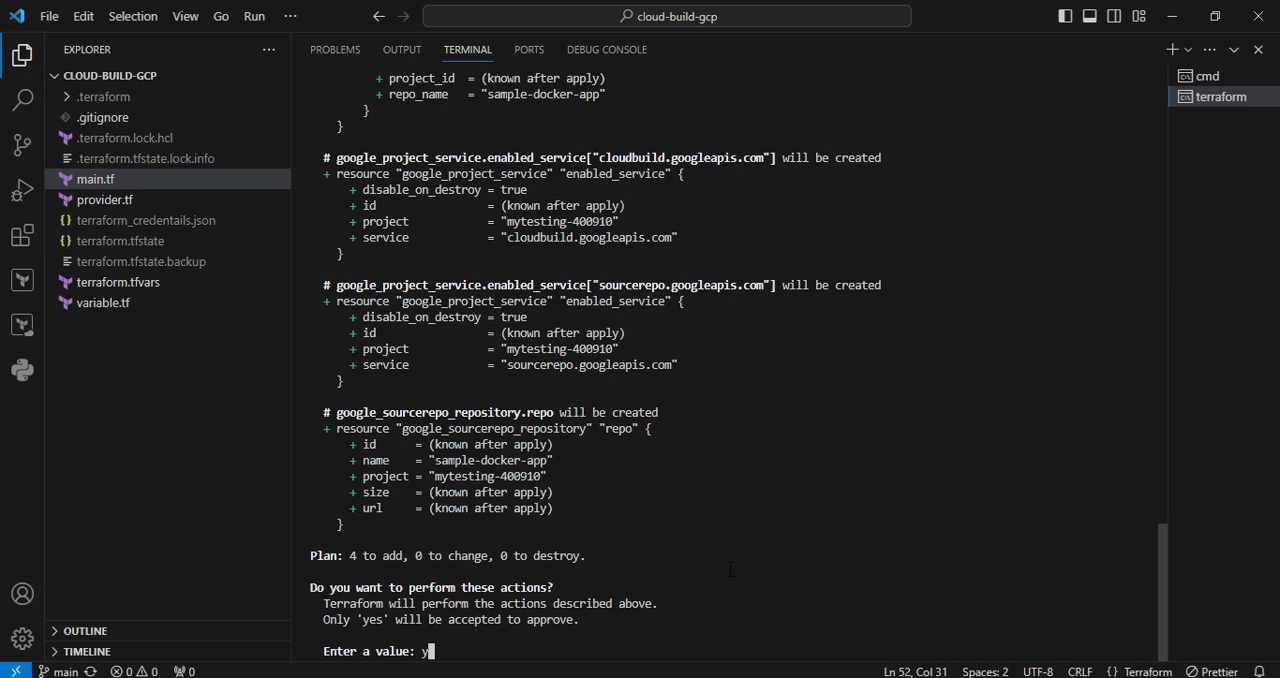 File Edit Selection View Go Run ··· cloud-build-gcp
EXPLORER ···
CLOUD-BUILD-GCP
.terraform
.gitignore
.terraform.lock.hcl
.terraform.tfstate.lock.info
main.tf
provider.tf
terraform_credentails.json
terraform.tfstate
terraform.tfstate.backup
terraform.tfvars
variable.tf
OUTLINE
TIMELINE
PROBLEMS OUTPUT TERMINAL PORTS DEBUG CONSOLE
+ project_id = (known after apply)
+ repo_name = "sample-docker-app"
}
}
# google_project_service.enabled_service["cloudbuild.googleapis.com"] will be created
+ resource "google_project_service" "enabled_service" {
+ disable_on_destroy = true
+ id = (known after apply)
+ project = "mytesting-400910"
+ service = "cloudbuild.googleapis.com"
}
# google_project_service.enabled_service["sourcerepo.googleapis.com"] will be created
+ resource "google_project_service" "enabled_service" {
+ disable_on_destroy = true
+ id = (known after apply)
+ project = "mytesting-400910"
+ service = "sourcerepo.googleapis.com"
}
# google_sourcerepo_repository.repo will be created
+ resource "google_sourcerepo_repository" "repo" {
+ id = (known after apply)
+ name = "sample-docker-app"
+ project = "mytesting-400910"
+ size = (known after apply)
+ url = (known after apply)
}
Plan: 4 to add, 0 to change, 0 to destroy.
Do you want to perform these actions?
Terraform will perform the actions described above.
Only 'yes' will be accepted to approve.
Enter a value: y
cmd
terraform
main 0 0 0 Ln 52, Col 31 Spaces: 2 UTF-8 CRLF {} Terraform Prettier